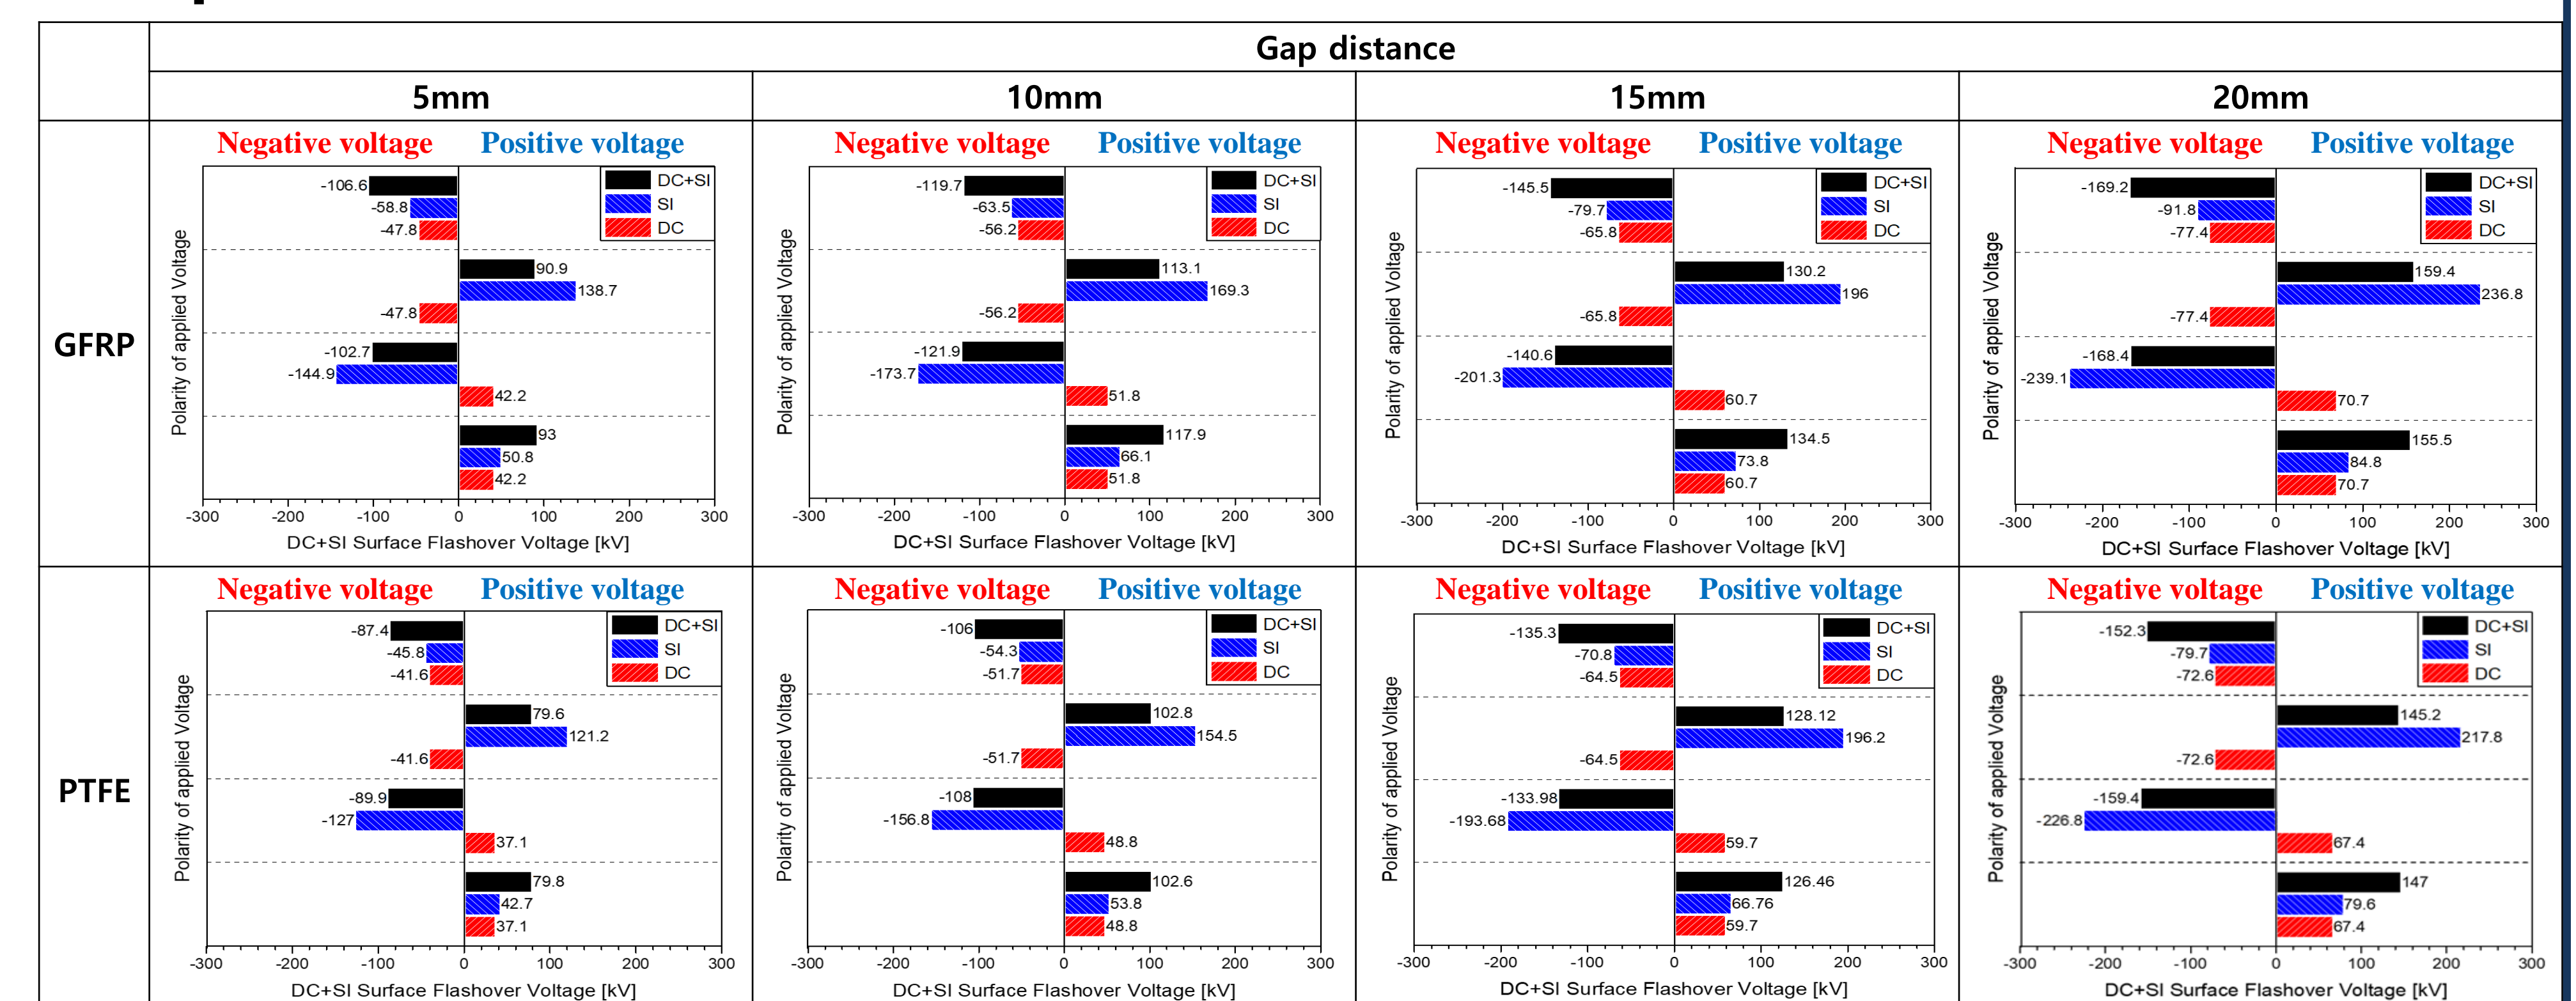 Gap distance
5mm 10mm 15mm 20mm
GFRP
Negative voltage Positive voltage
DC+SI
SI
DC
-106.6
-58.8
-47.8
90.9
138.7
-47.8
-102.7
-144.9
42.2
93
50.8
42.2
Polarity of applied Voltage
-300 -200 -100 0 100 200 300
DC+SI Surface Flashover Voltage [kV]
Negative voltage Positive voltage
DC+SI
SI
DC
-119.7
-63.5
-56.2
113.1
169.3
-56.2
-121.9
-173.7
51.8
117.9
66.1
51.8
Polarity of applied Voltage
-300 -200 -100 0 100 200 300
DC+SI Surface Flashover Voltage [kV]
Negative voltage Positive voltage
DC+SI
SI
DC
-145.5
-79.7
-65.8
130.2
196
-65.8
-140.6
-201.3
60.7
134.5
73.8
60.7
Polarity of applied Voltage
-300 -200 -100 0 100 200 300
DC+SI Surface Flashover Voltage [kV]
Negative voltage Positive voltage
DC+SI
SI
DC
-169.2
-91.8
-77.4
159.4
236.8
-77.4
-168.4
-239.1
70.7
155.5
84.8
70.7
Polarity of applied Voltage
-300 -200 -100 0 100 200 300
DC+SI Surface Flashover Voltage [kV]
PTFE
Negative voltage Positive voltage
DC+SI
SI
DC
-87.4
-45.8
-41.6
79.6
121.2
-41.6
-89.9
-127
37.1
79.8
42.7
37.1
Polarity of applied Voltage
-300 -200 -100 0 100 200 300
DC+SI Surface Flashover Voltage [kV]
Negative voltage Positive voltage
DC+SI
SI
DC
-106
-54.3
-51.7
102.8
154.5
-51.7
-108
-156.8
48.8
102.6
53.8
48.8
Polarity of applied Voltage
-300 -200 -100 0 100 200 300
DC+SI Surface Flashover Voltage [kV]
Negative voltage Positive voltage
DC+SI
SI
DC
-135.3
-70.8
-64.5
128.12
196.2
-64.5
-133.98
-193.68
59.7
126.46
66.76
59.7
Polarity of applied Voltage
-300 -200 -100 0 100 200 300
DC+SI Surface Flashover Voltage [kV]
Negative voltage Positive voltage
DC+SI
SI
DC
-152.3
-79.7
-72.6
145.2
217.8
-72.6
-159.4
-226.8
67.4
147
79.6
67.4
Polarity of applied Voltage
-300 -200 -100 0 100 200 300
DC+SI Surface Flashover Voltage [kV]